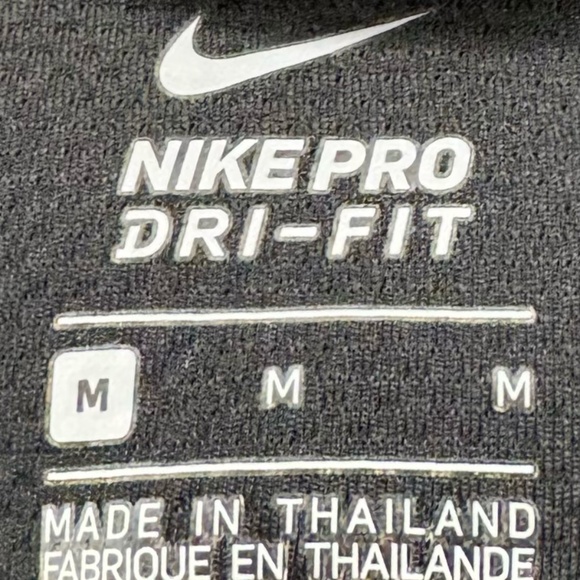 NIKE PRO
DRI-FIT
M M M
MADE IN THAILAND
FABRIQUE EN THAILANDE